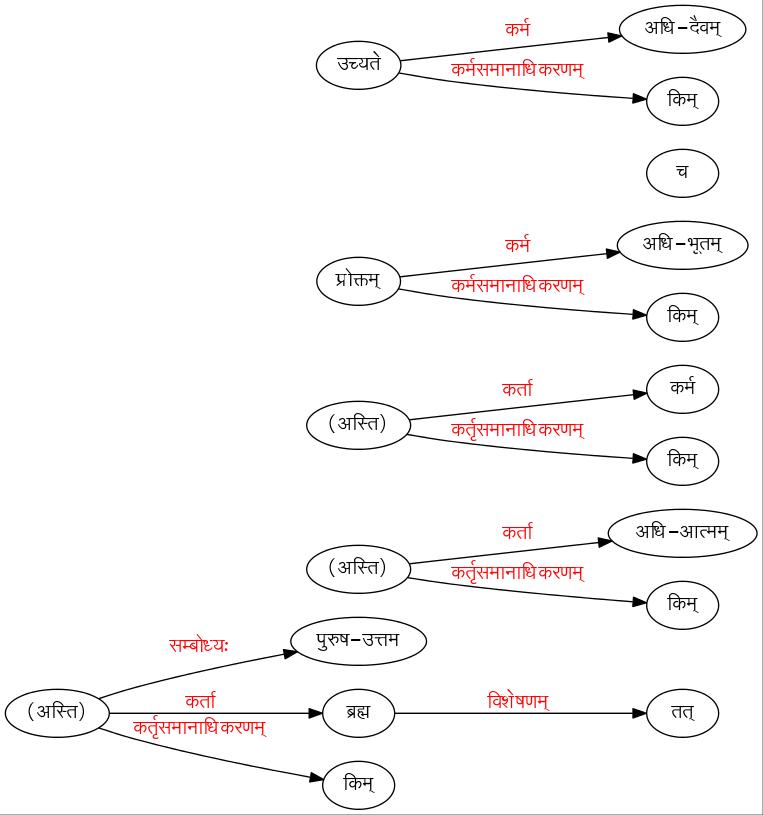 कर्म
अधि-दैवम्
उच्यते
कर्मसमानाधिकरणम्
किम्
च
कर्म
अधि-भूतम्
प्रोक्तम्
कर्मसमानाधिकरणम्
किम्
कर्ता
कर्म
(अस्ति)
कर्तृसमानाधिकरणम्
किम्
कर्ता
अधि-आत्मम्
(अस्ति)
कर्तृसमानाधिकरणम्
किम्
सम्बोध्यः
पुरुष-उत्तम
(अस्ति)
कर्ता
ब्रह्म
विशेषणम्
तत्
कर्तृसमानाधिकरणम्
किम्